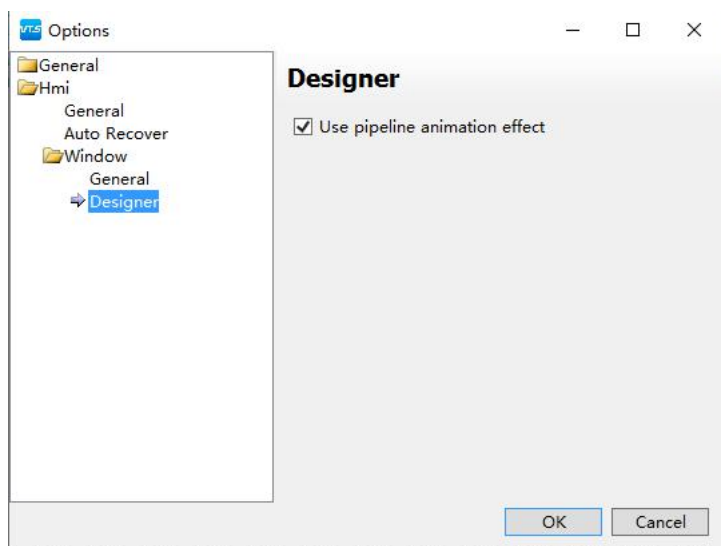 VTS Options
General
Hmi
General
Auto Recover
Window
General
Designer
Designer
Use pipeline animation effect
OK Cancel